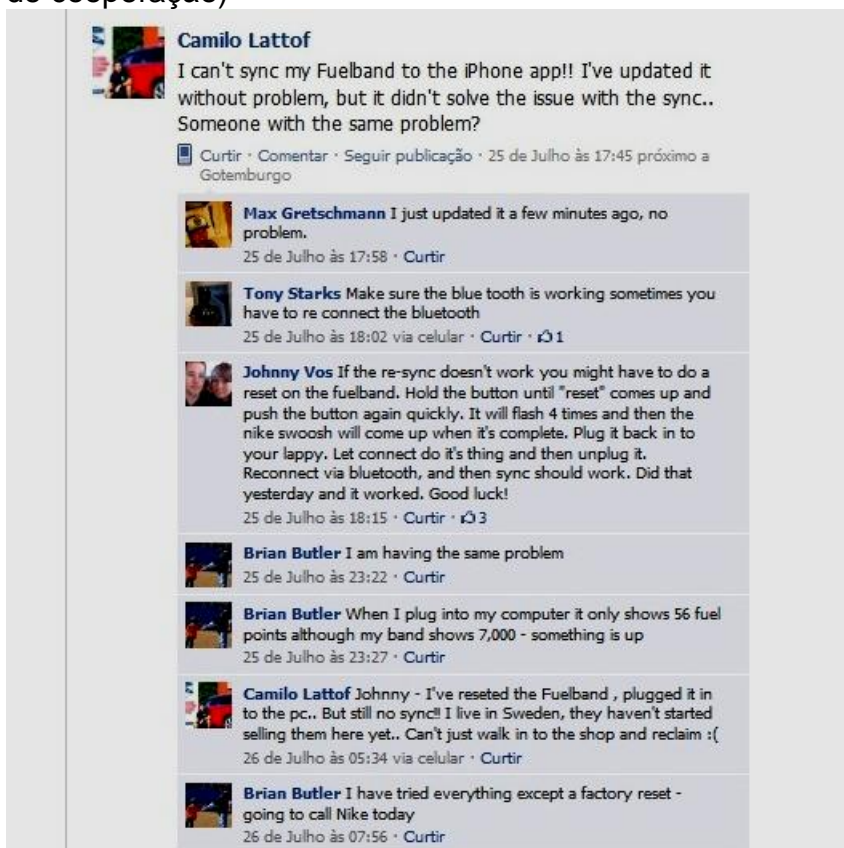 de cooperação)
Camilo Lattof
I can't sync my Fuelband to the iPhone app!! I've updated it
without problem, but it didn't solve the issue with the sync..
Someone with the same problem?
Curtir · Comentar · Seguir publicação · 25 de Julho às 17:45 próximo a
Gotemburgo
Max Gretschmann I just updated it a few minutes ago, no
problem.
25 de Julho às 17:58 · Curtir
Tony Starks Make sure the blue tooth is working sometimes you
have to re connect the bluetooth
25 de Julho às 18:02 via celular · Curtir · 1
Johnny Vos If the re-sync doesn't work you might have to do a
reset on the fuelband. Hold the button until "reset" comes up and
push the button again quickly. It will flash 4 times and then the
nike swoosh will come up when it's complete. Plug it back in to
your lappy. Let connect do it's thing and then unplug it.
Reconnect via bluetooth, and then sync should work. Did that
yesterday and it worked. Good luck!
25 de Julho às 18:15 · Curtir · 3
Brian Butler I am having the same problem
25 de Julho às 23:22 · Curtir
Brian Butler When I plug into my computer it only shows 56 fuel
points although my band shows 7,000 - something is up
25 de Julho às 23:27 · Curtir
Camilo Lattof Johnny - I've reseted the Fuelband , plugged it in
to the pc.. But still no sync!! I live in Sweden, they haven't started
selling them here yet.. Can't just walk in to the shop and reclaim :(
26 de Julho às 05:34 via celular · Curtir
Brian Butler I have tried everything except a factory reset -
going to call Nike today
26 de Julho às 07:56 · Curtir